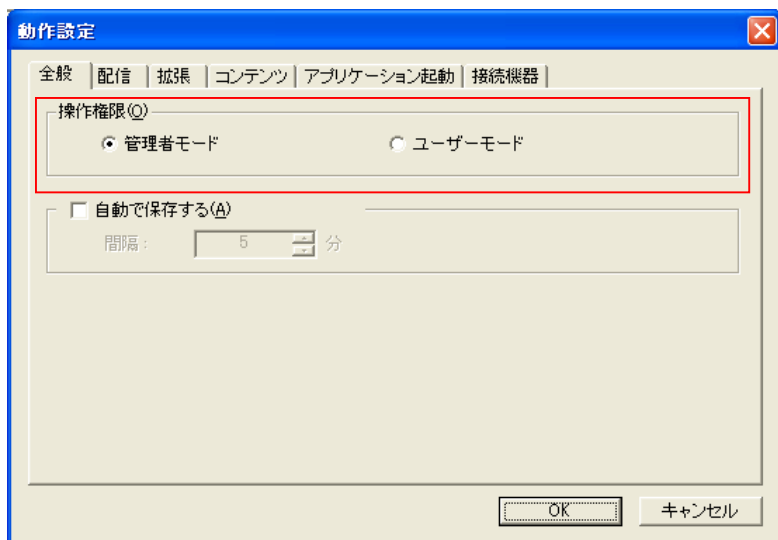 動作設定
全般 配信 拡張 コンテンツ アプリケーション起動 接続機器
操作権限(O)
管理者モード ユーザーモード
自動で保存する(A)
間隔: 5 分
OK キャンセル